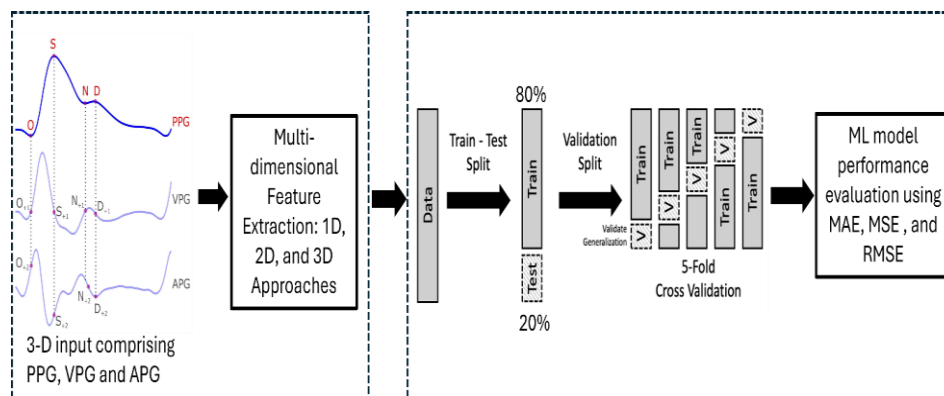 S
N D
O
PPG
O+1
S+1
N+1
D+1
VPG
O+2
S+2
N+2
D+2
APG
3-D input comprising
PPG, VPG and APG
Multi-
dimensional
Feature
Extraction: 1D,
2D, and 3D
Approaches
Data
Train - Test
Split
80%
Train
Test
20%
Validation
Split
Train
V
Validate
Generalization
Train
V
Train
V
V
Train
V
Train
5-Fold
Cross Validation
ML model
performance
evaluation using
MAE, MSE , and
RMSE